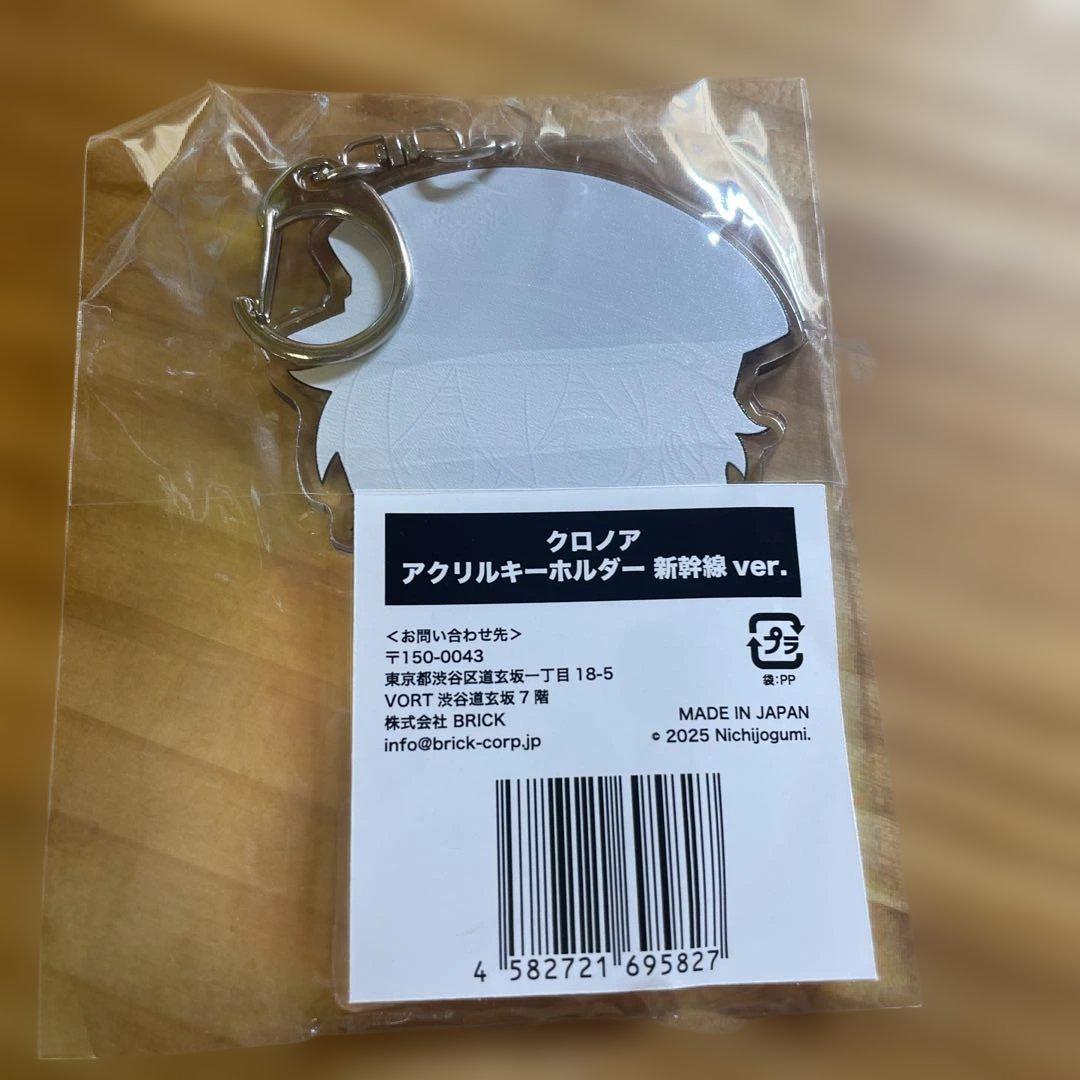 クロノア
アクリルキーホルダー 新幹線 ver.
<お問い合わせ先>
〒150-0043
東京都渋谷区道玄坂一丁目 18-5
VORT 渋谷道玄坂 7 階
株式会社 BRICK
info@brick-corp.jp
プラ
袋:PP
MADE IN JAPAN
© 2025 Nichijogumi.
4 582721 695827